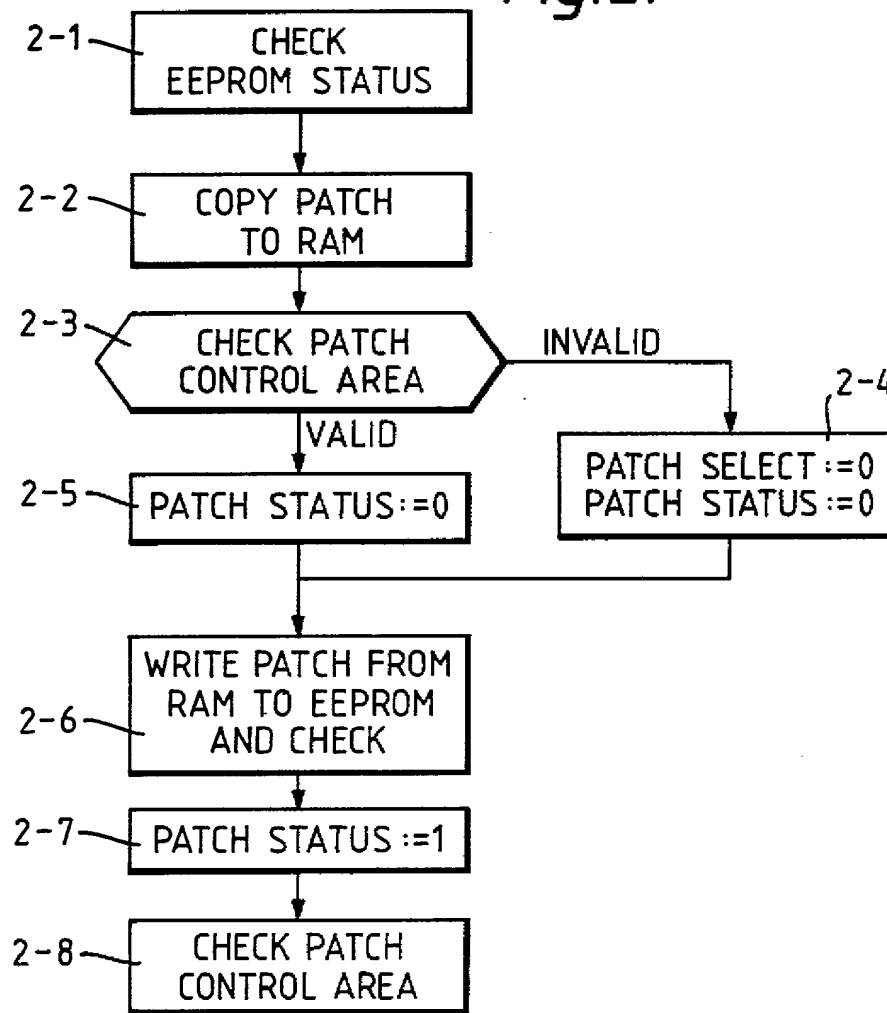 2-1
CHECK
EEPROM STATUS
2-2
COPY PATCH
TO RAM
2-3
CHECK PATCH
CONTROL AREA
INVALID
VALID
2-4
PATCH SELECT :=0
PATCH STATUS :=0
2-5
PATCH STATUS :=0
WRITE PATCH FROM
RAM TO EEPROM
AND CHECK
2-6
2-7
PATCH STATUS :=1
2-8
CHECK PATCH
CONTROL AREA